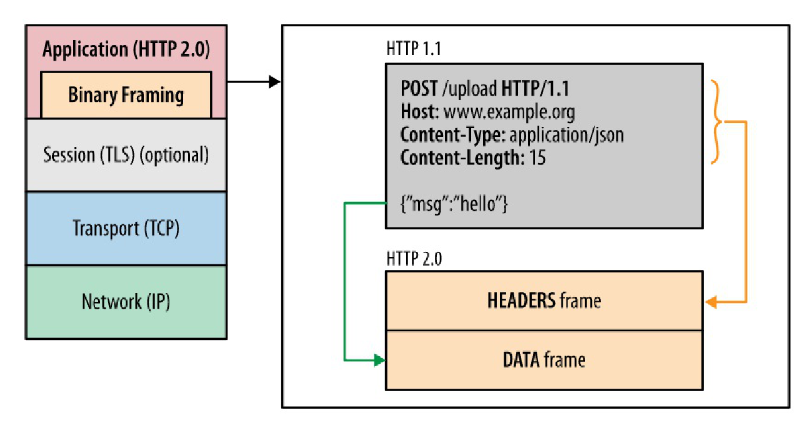 Application (HTTP 2.0)
Binary Framing
Session (TLS) (optional)
Transport (TCP)
Network (IP)
HTTP 1.1
POST /upload HTTP/1.1
Host: www.example.org
Content-Type: application/json
Content-Length: 15
{”msg”:”hello”}
HTTP 2.0
HEADERS frame
DATA frame